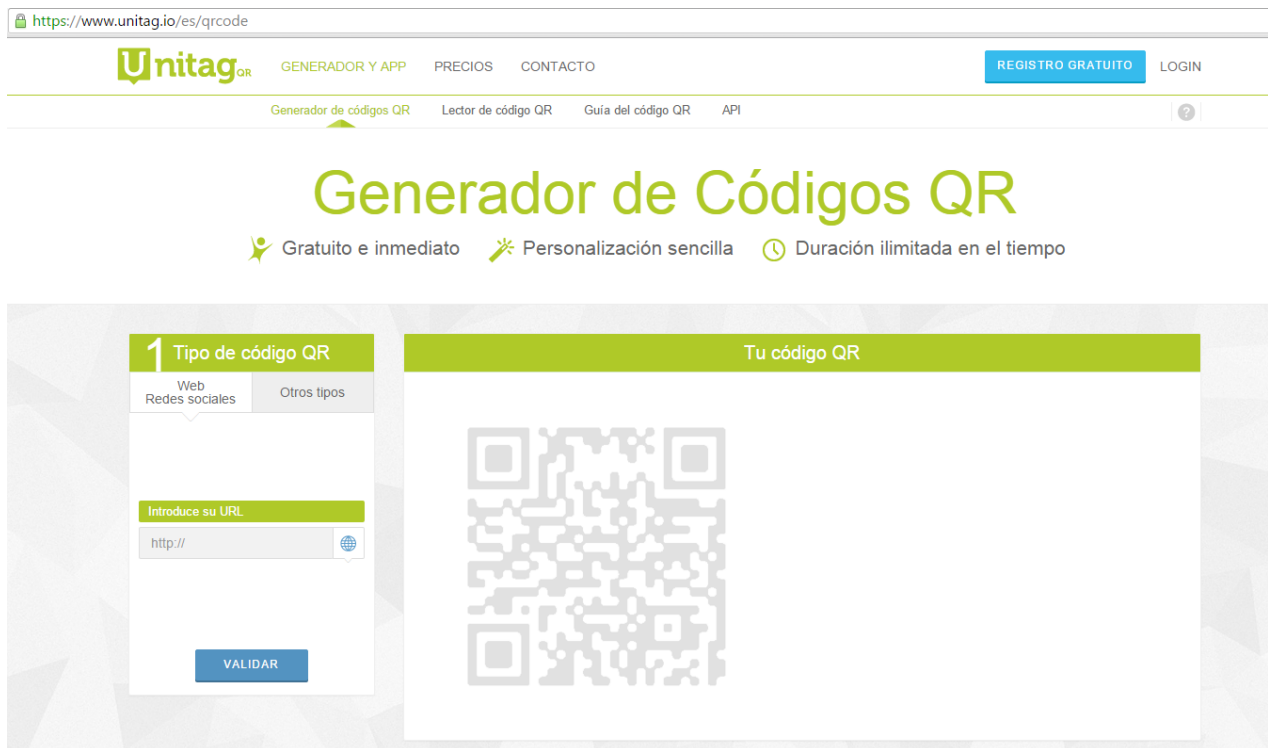 https://www.unitag.io/es/qrcode
Unitag QR GENERADOR Y APP PRECIOS CONTACTO REGISTRO GRATUITO LOGIN
Generador de códigos QR Lector de código QR Guía del código QR API ?
Generador de Códigos QR
Gratuito e inmediato Personalización sencilla Duración ilimitada en el tiempo
1 Tipo de código QR
Web
Redes sociales
Otros tipos
Introduce su URL
http://
VALIDAR
Tu código QR